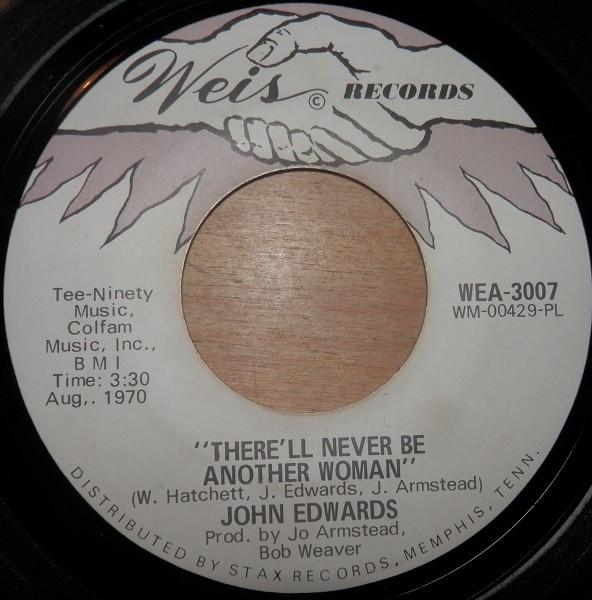 Weis © RECORDS
Tee-Ninety
Music,
Colfam
Music, Inc.,
B M I
Time: 3:30
Aug,. 1970
WEA-3007
WM-00429-PL
"THERE'LL NEVER BE
ANOTHER WOMAN"
(W. Hatchett, J. Edwards, J. Armstead)
JOHN EDWARDS
Prod. by Jo Armstead,
Bob Weaver
DISTRIBUTED BY STAX RECORDS, MEMPHIS, TENN.